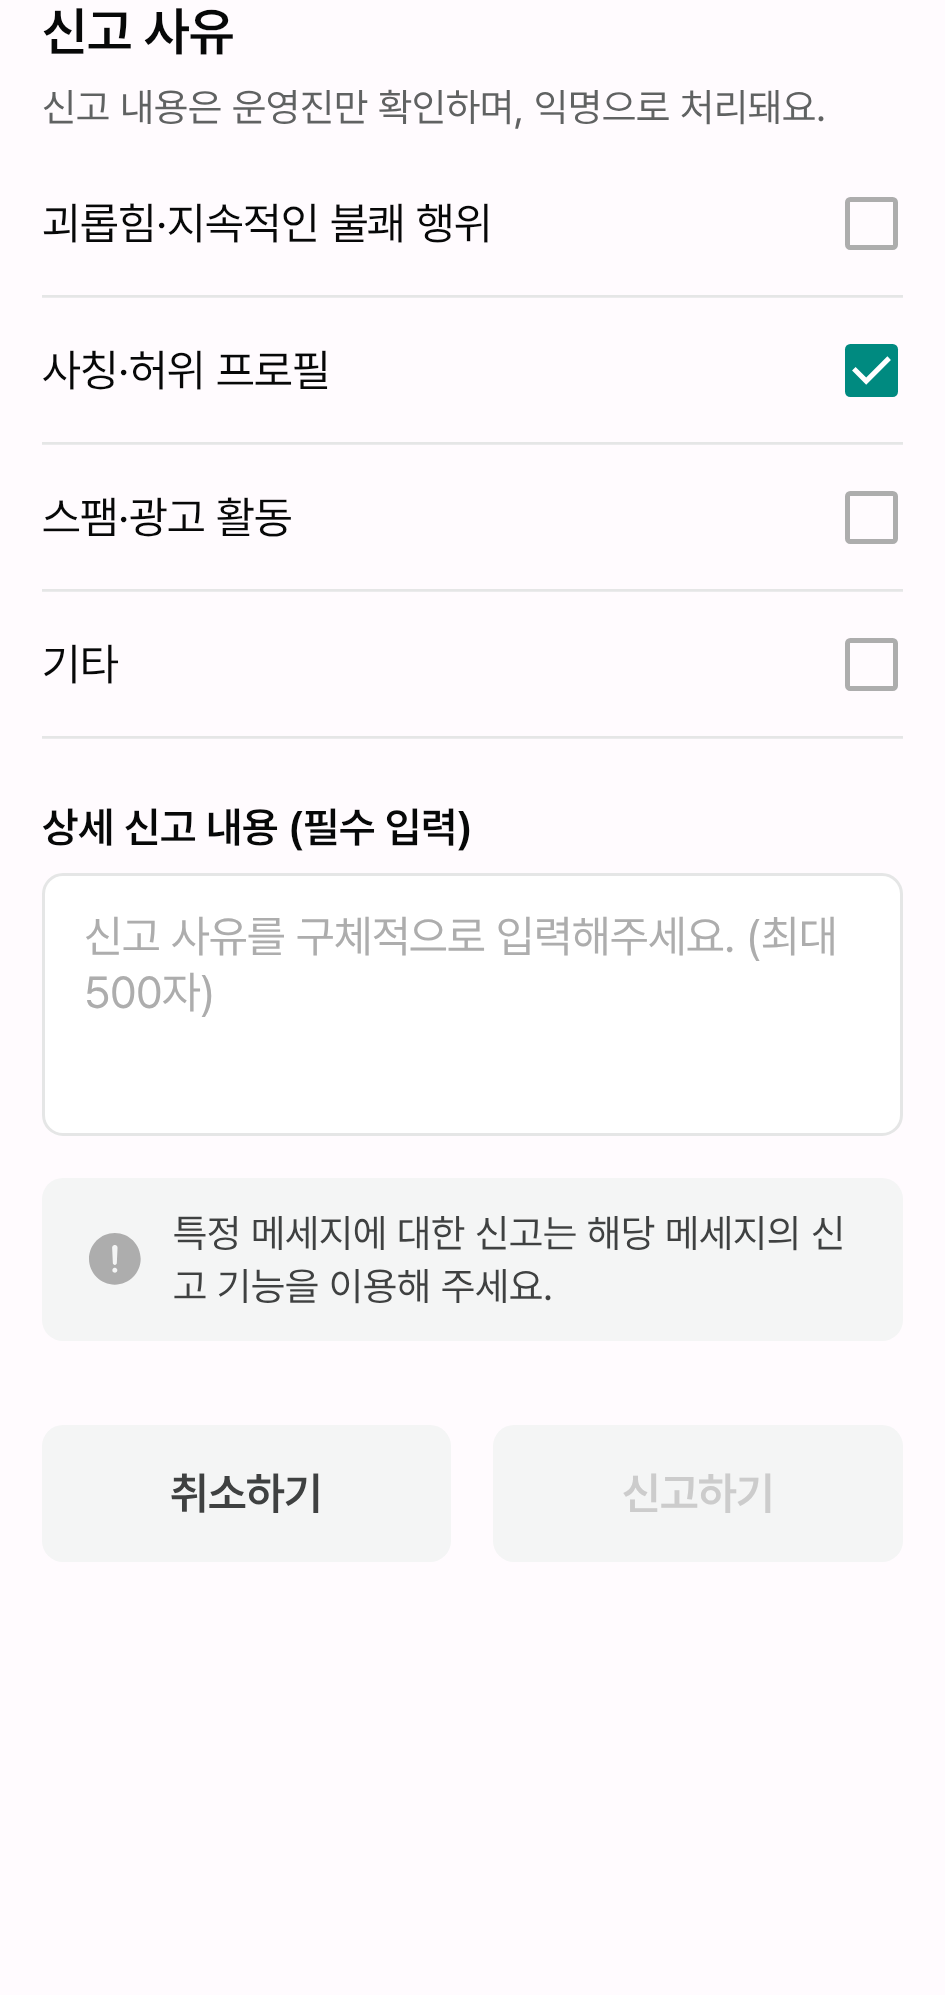 신고 사유
신고 내용은 운영진만 확인하며, 익명으로 처리돼요.
괴롭힘·지속적인 불쾌 행위
사칭·허위 프로필
스팸·광고 활동
기타
상세 신고 내용 (필수 입력)
신고 사유를 구체적으로 입력해주세요. (최대
500자)
특정 메세지에 대한 신고는 해당 메세지의 신
고 기능을 이용해 주세요.
취소하기
신고하기